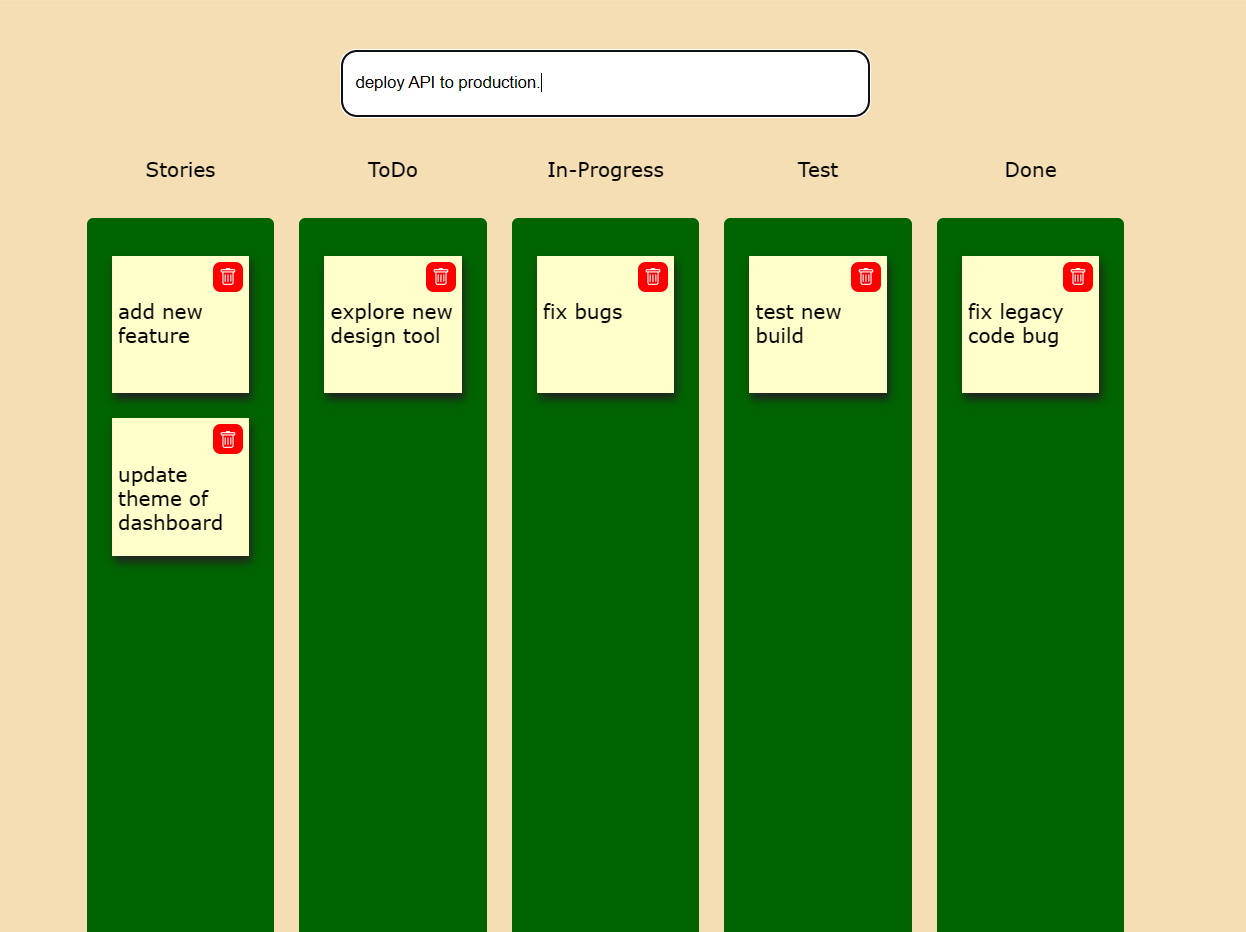 deploy API to production.
Stories
ToDo
In-Progress
Test
Done
add new
feature
explore new
design tool
fix bugs
test new
build
fix legacy
code bug
update
theme of
dashboard